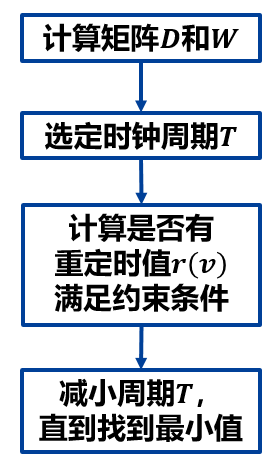 计算矩阵D和W
选定时钟周期T
计算是否有
重定时值r(v)
满足约束条件
减小周期T，
直到找到最小值